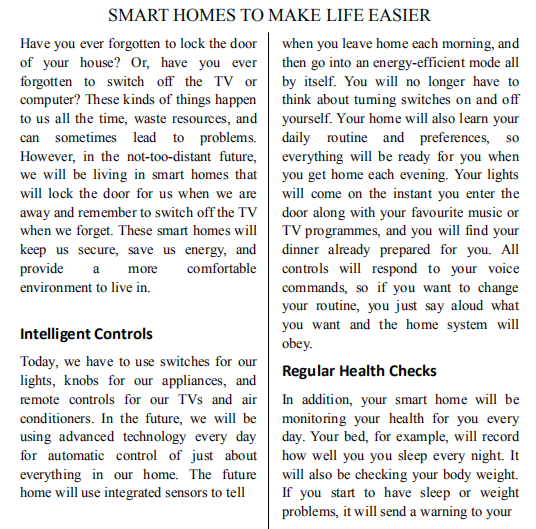 SMART HOMES TO MAKE LIFE EASIER
Have you ever forgotten to lock the door
of your house? Or, have you ever
forgotten to switch off the TV or
computer? These kinds of things happen
to us all the time, waste resources, and
can sometimes lead to problems.
However, in the not-too-distant future,
we will be living in smart homes that
will lock the door for us when we are
away and remember to switch off the TV
when we forget. These smart homes will
keep us secure, save us energy, and
provide a more comfortable
environment to live in.
Intelligent Controls
Today, we have to use switches for our
lights, knobs for our appliances, and
remote controls for our TVs and air
conditioners. In the future, we will be
using advanced technology every day
for automatic control of just about
everything in our home. The future
home will use integrated sensors to tell
when you leave home each morning, and
then go into an energy-efficient mode all
by itself. You will no longer have to
think about turning switches on and off
yourself. Your home will also learn your
daily routine and preferences, so
everything will be ready for you when
you get home each evening. Your lights
will come on the instant you enter the
door along with your favourite music or
TV programmes, and you will find your
dinner already prepared for you. All
controls will respond to your voice
commands, so if you want to change
your routine, you just say aloud what
you want and the home system will
obey.
Regular Health Checks
In addition, your smart home will be
monitoring your health for you every
day. Your bed, for example, will record
how well you you sleep every night. It
will also be checking your body weight.
If you start to have sleep or weight
problems, it will send a warning to your